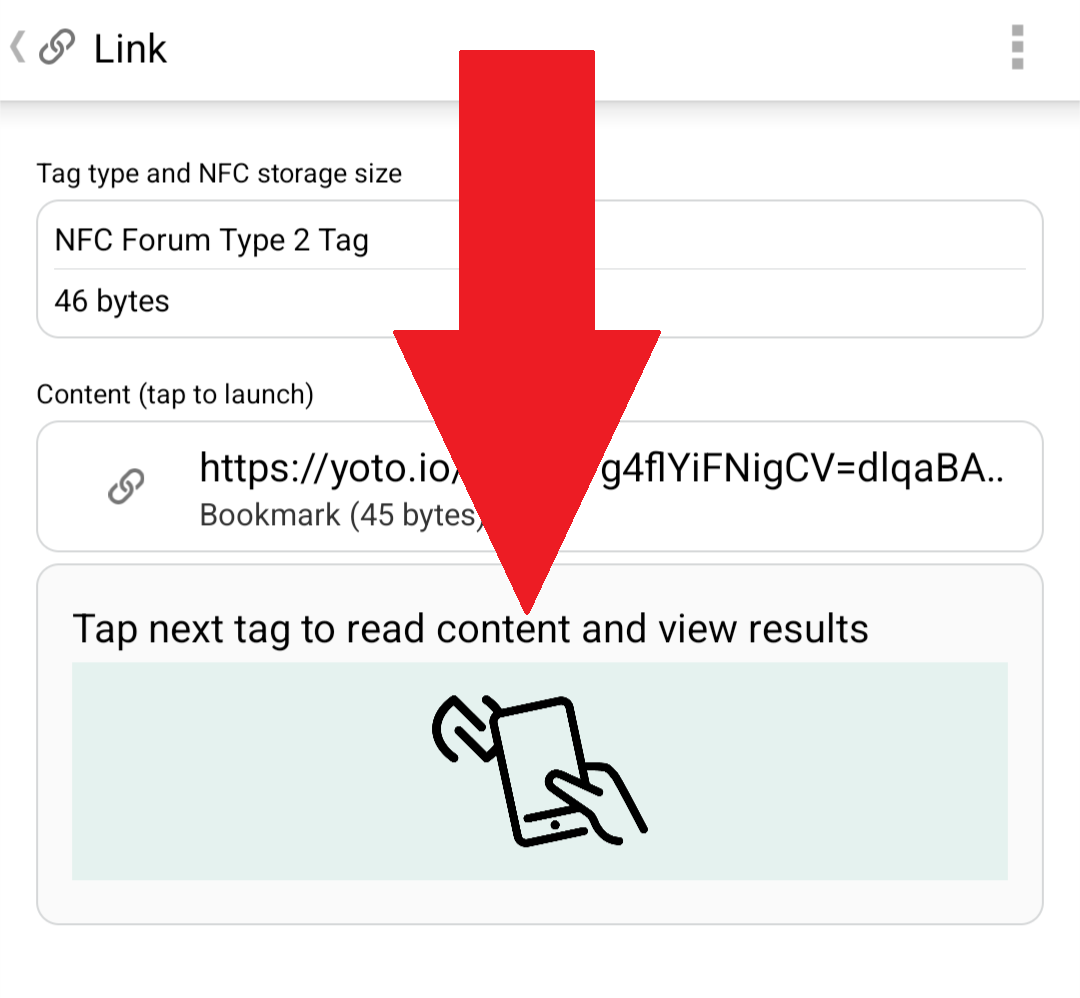 Link
Tag type and NFC storage size
NFC Forum Type 2 Tag
46 bytes
Content (tap to launch)
https://yoto.io/ g4flYiFNigCV=dlqaBA..
Bookmark (45 bytes)
Tap next tag to read content and view results